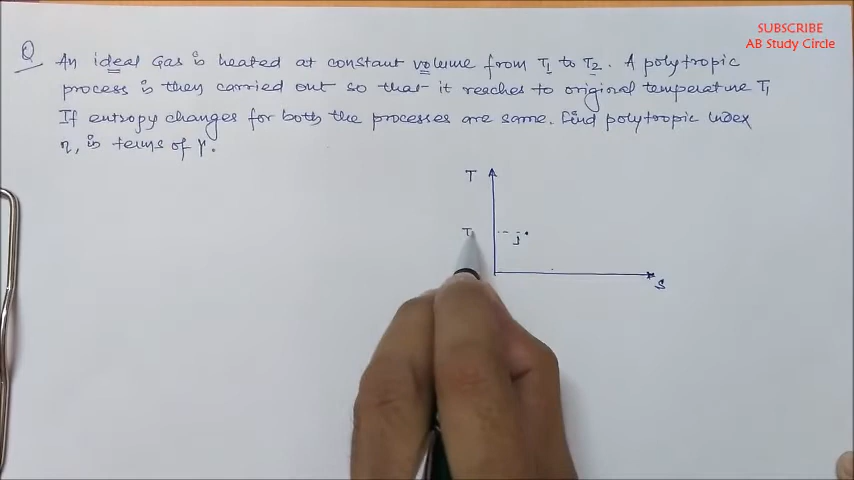 SUBSCRIBE
AB Study Circle
Q An ideal Gas is heated at constant volume from T1 to T2. A polytropic
process is then carried out so that it reaches to original temperature T1
If entropy changes for both the processes are same. Find polytropic index
n, in terms of γ.
T
T1
1
S